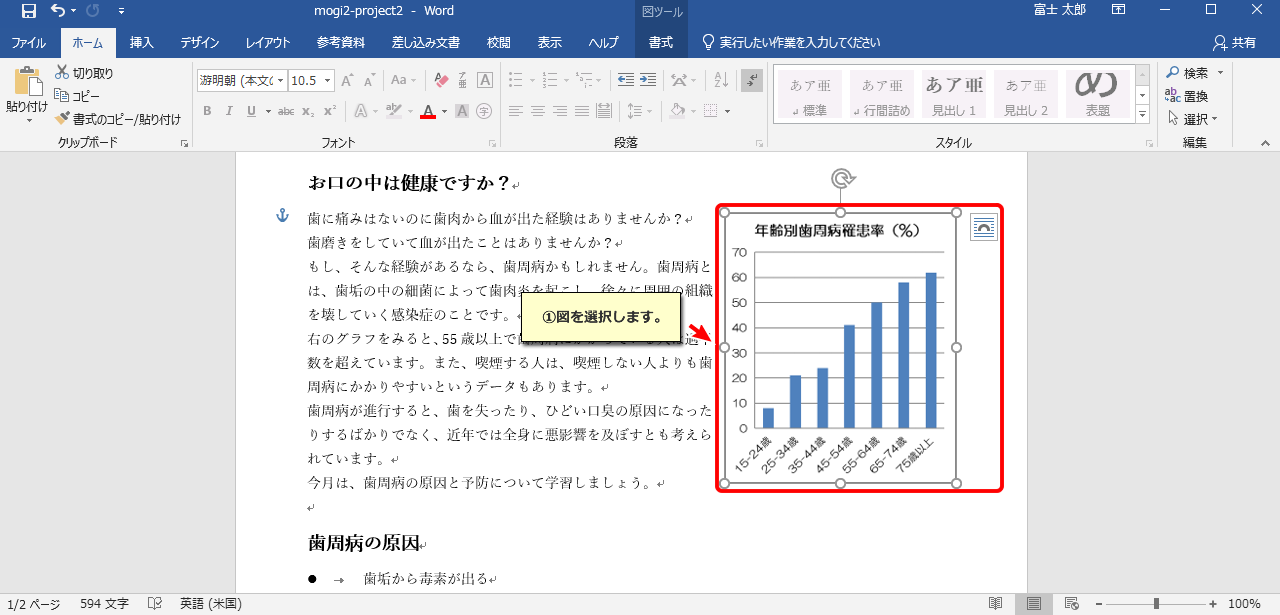 mogi2-project2 - Word
図ツール
富士 太郎
ファイル
ホーム
挿入
デザイン
レイアウト
参考資料
差し込み文書
校閲
表示
ヘルプ
書式
実行したい作業を入力してください
共有
貼り付け
切り取り
コピー
書式のコピー/貼り付け
クリップボード
游明朝 (本文の
10.5
A A Aa A
B I U abc x₂ x²
A ab A A 字
フォント
段落
あア亜
標準
あア亜
行間詰め
あア亜
見出し 1
あア亜
見出し 2
表題
スタイル
検索
置換
選択
編集
お口の中は健康ですか？
歯に痛みはないのに歯肉から血が出た経験はありませんか？
歯磨きをしていて血が出たことはありませんか？
もし、そんな経験があるなら、歯周病かもしれません。歯周病と
は、歯垢の中の細菌によって歯肉炎を起こし、徐々に周囲の組織
を壊していく感染症のことです。
右のグラフをみると、55 歳以上で
数を超えています。また、喫煙する人は、喫煙しない人よりも歯
周病にかかりやすいというデータもあります。
歯周病が進行すると、歯を失ったり、ひどい口臭の原因になった
りするばかりでなく、近年では全身に悪影響を及ぼすとも考えら
れています。
今月は、歯周病の原因と予防について学習しましょう。
①図を選択します。
年齢別歯周病罹患率（%）
70
60
50
40
30
20
10
0
15-24歳
25-34歳
35-44歳
45-54歳
55-64歳
65-74歳
75歳以上
歯周病の原因
● → 歯垢から毒素が出る
1/2 ページ
594 文字
英語 (米国)
100%